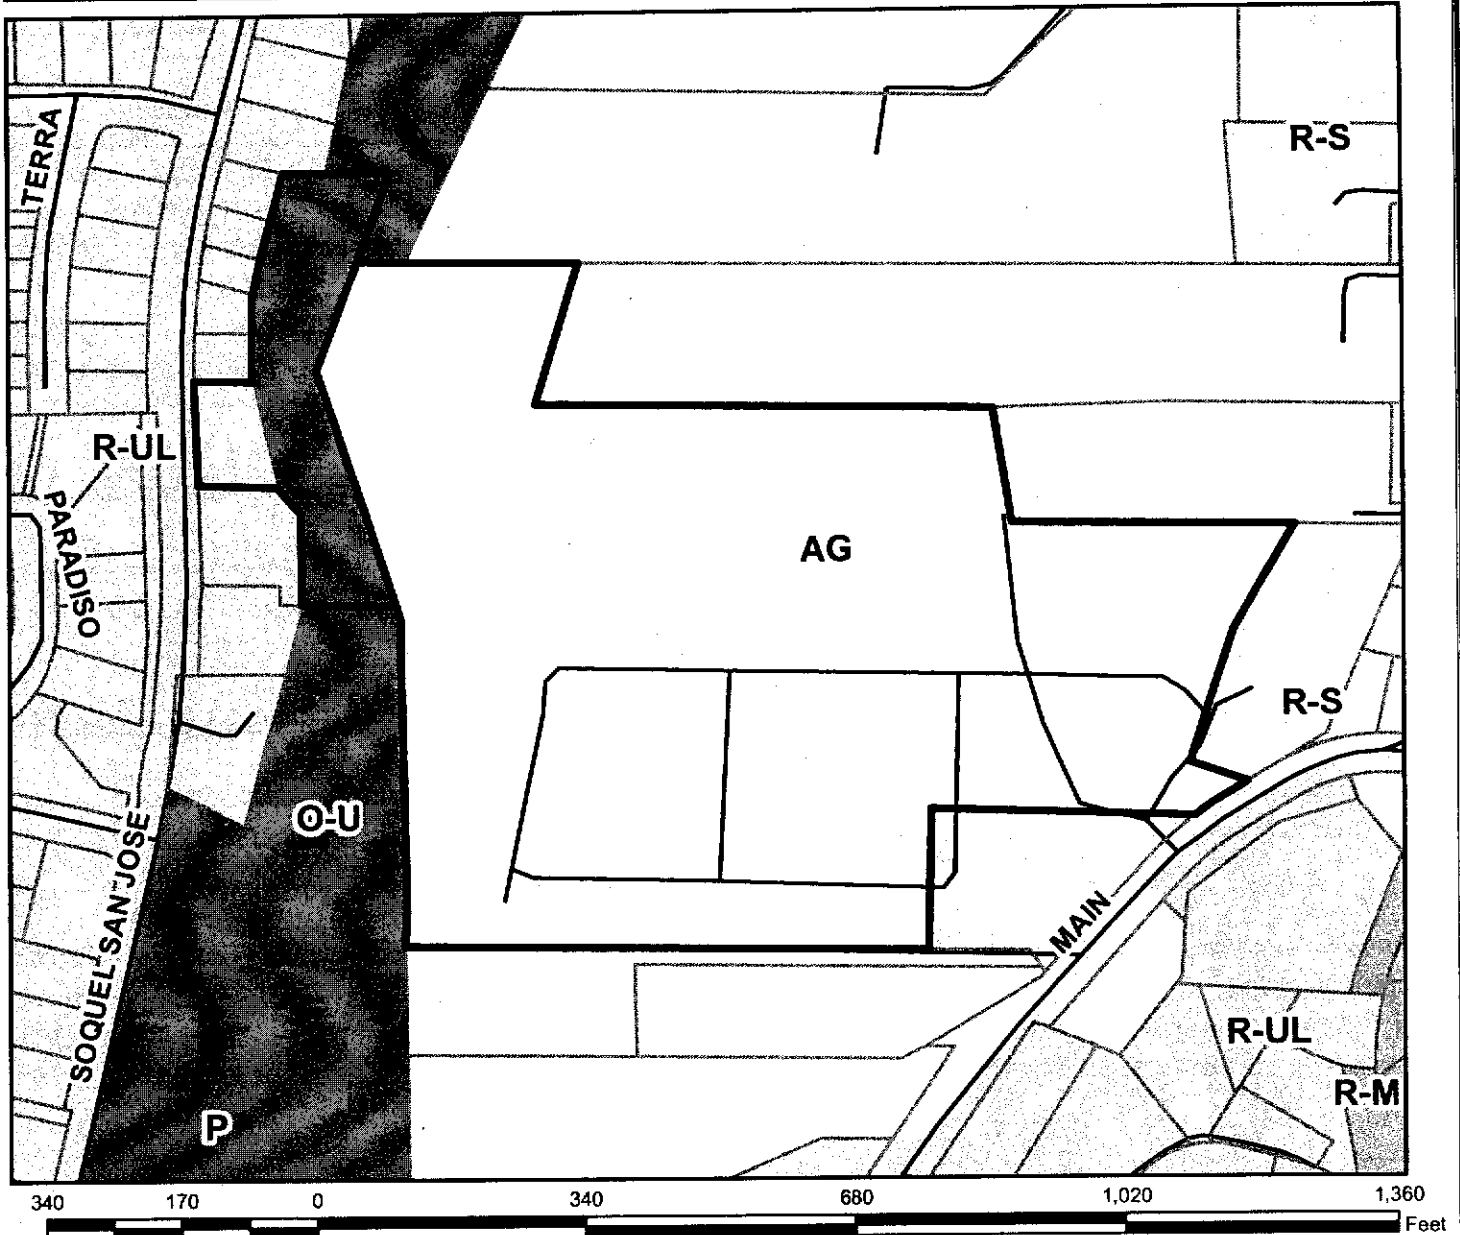 TERRA
R-S
R-UL
PARADISO
AG
R-S
O-U
SOQUEL SAN JOSE
MAIN
R-UL
R-M
P
340 170 0 340 680 1,020 1,360
Feet